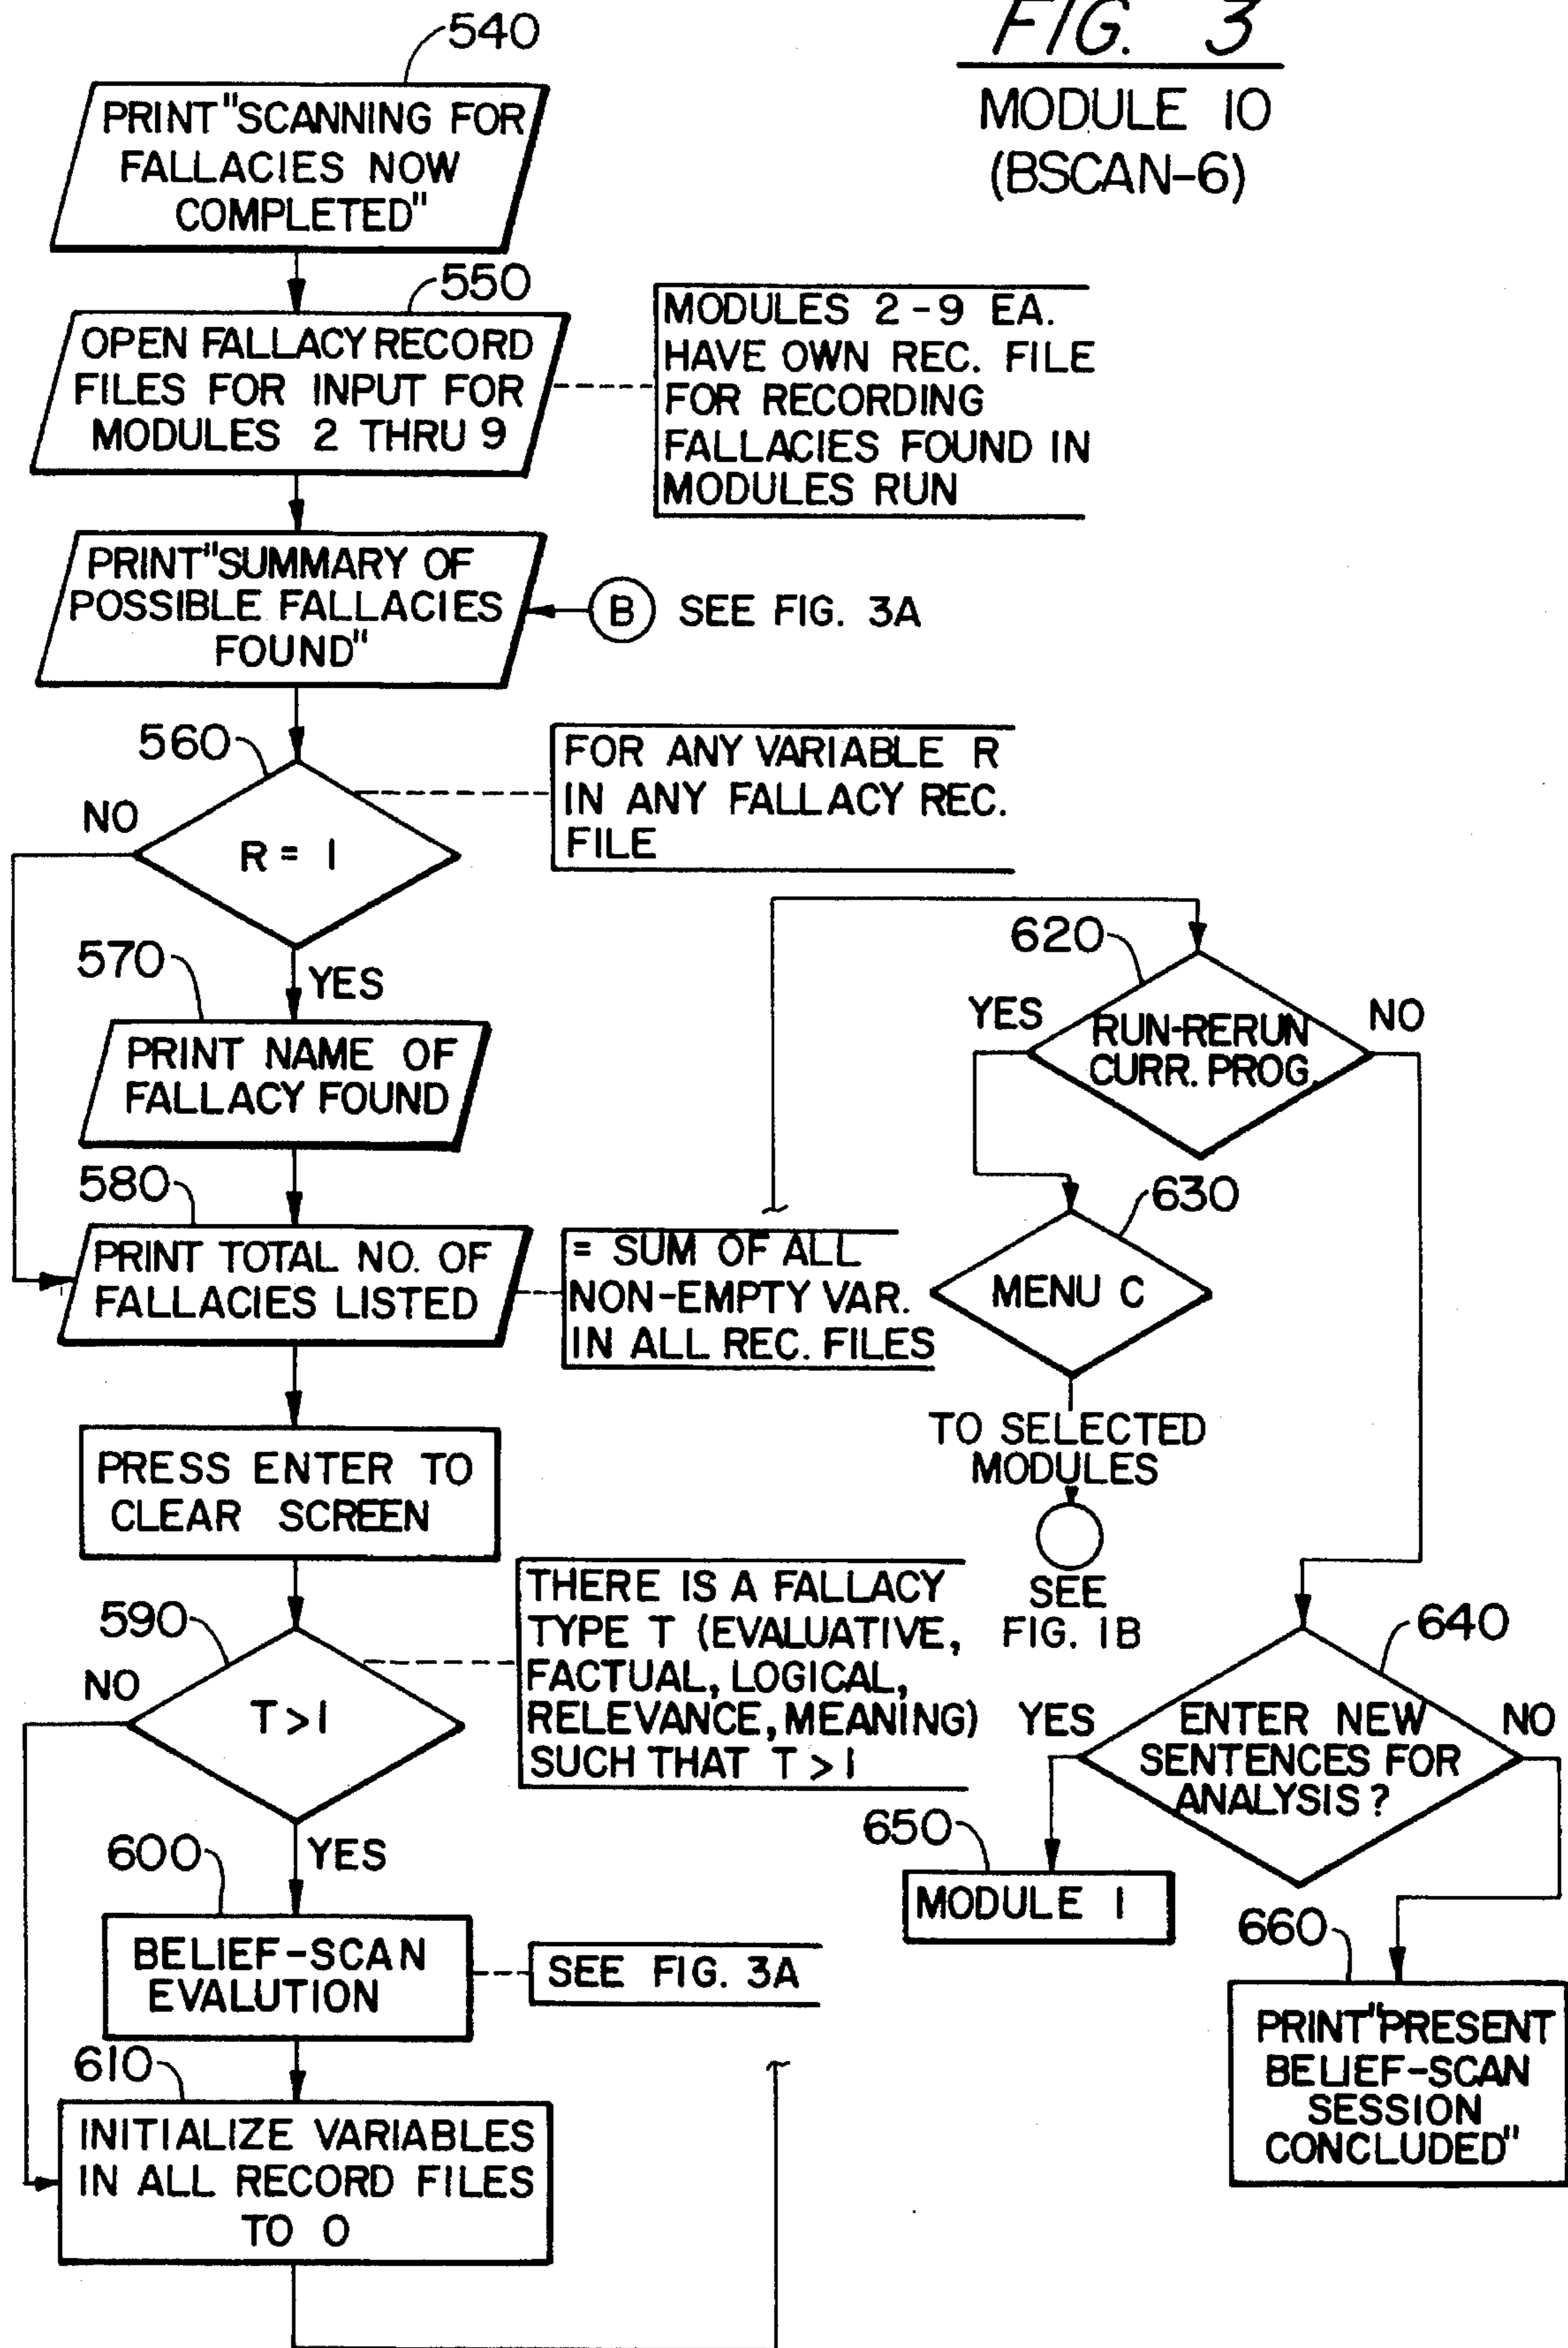 FIG. 3
MODULE 10
(BSCAN-6)
540
PRINT "SCANNING FOR
FALLACIES NOW
COMPLETED"
550
OPEN FALLACY RECORD
FILES FOR INPUT FOR
MODULES 2 THRU 9
MODULES 2-9 EA.
HAVE OWN REC. FILE
FOR RECORDING
FALLACIES FOUND IN
MODULES RUN
PRINT "SUMMARY OF
POSSIBLE FALLACIES
FOUND"
B SEE FIG. 3A
560
NO
R = 1
FOR ANY VARIABLE R
IN ANY FALLACY REC.
FILE
YES
570
PRINT NAME OF
FALLACY FOUND
580
PRINT TOTAL NO. OF
FALLACIES LISTED
= SUM OF ALL
NON-EMPTY VAR.
IN ALL REC. FILES
PRESS ENTER TO
CLEAR SCREEN
590
NO
T > 1
THERE IS A FALLACY
TYPE T (EVALUATIVE,
FACTUAL, LOGICAL,
RELEVANCE, MEANING)
SUCH THAT T > 1
YES
600
BELIEF-SCAN
EVALUTION
SEE FIG. 3A
610
INITIALIZE VARIABLES
IN ALL RECORD FILES
TO 0
620
YES
RUN-RERUN
CURR. PROG.
NO
630
MENU C
TO SELECTED
MODULES
SEE
FIG. 1B
640
YES
ENTER NEW
SENTENCES FOR
ANALYSIS?
NO
650
MODULE 1
660
PRINT "PRESENT
BELIEF-SCAN
SESSION
CONCLUDED"